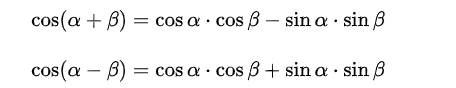 cos(α + β) = cos α · cos β − sin α · sin β
cos(α − β) = cos α · cos β + sin α · sin β